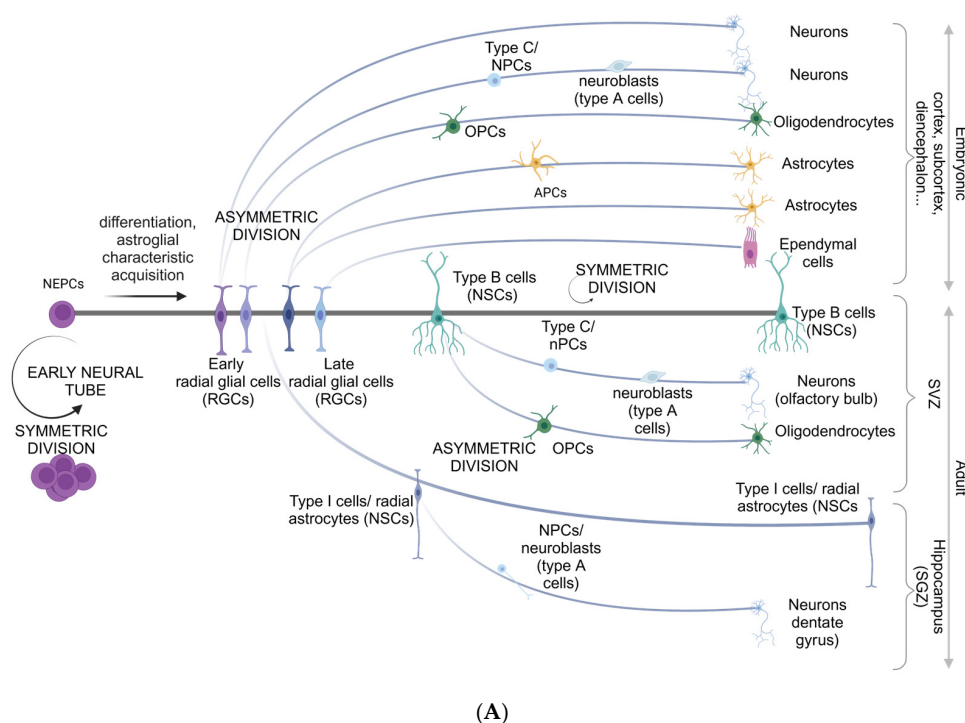 Neurons
Type C/
NPCs
neuroblasts
(type A cells)
Neurons
OPCs
Oligodendrocytes
APCs
Astrocytes
ASYMMETRIC
DIVISION
Astrocytes
differentiation,
astroglial
characteristic
acquisition
Ependymal
cells
Embryonic
cortex, subcortex,
diencephalon...
NEPCs
Type B cells
(NSCs)
SYMMETRIC
DIVISION
Type B cells
(NSCs)
EARLY NEURAL
TUBE
SYMMETRIC
DIVISION
Early
radial glial cells
(RGCs)
Late
radial glial cells
(RGCs)
Type C/
nPCs
neuroblasts
(type A
cells)
Neurons
(olfactory bulb)
ASYMMETRIC
DIVISION
OPCs
Oligodendrocytes
SVZ
Adult
Type I cells/ radial
astrocytes (NSCs)
Type I cells/ radial
astrocytes (NSCs
NPCs/
neuroblasts
(type A
cells)
Neurons
dentate
gyrus)
Hippocampus
(SGZ)
(A)